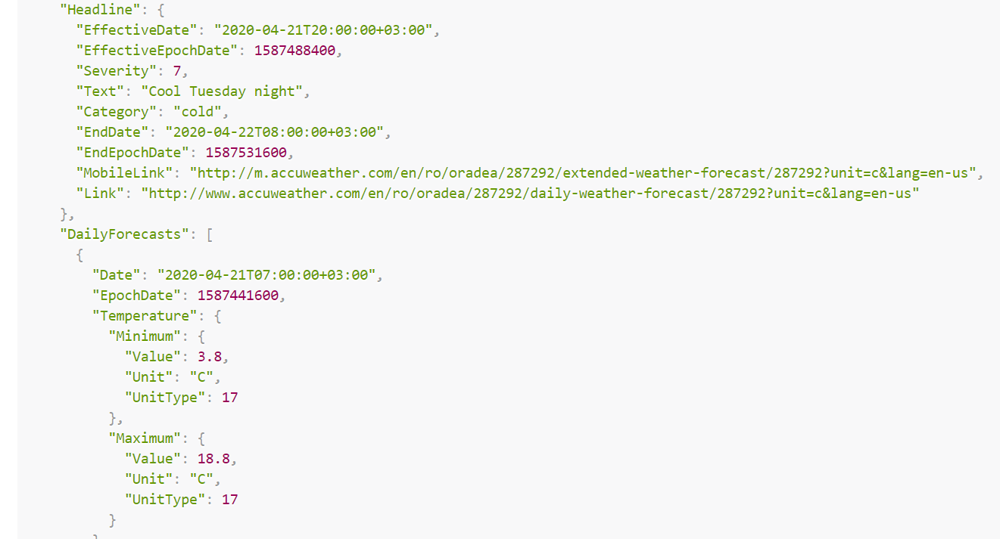 "Headline": {
"EffectiveDate": "2020-04-21T20:00:00+03:00",
"EffectiveEpochDate": 1587488400,
"Severity": 7,
"Text": "Cool Tuesday night",
"Category": "cold",
"EndDate": "2020-04-22T08:00:00+03:00",
"EndEpochDate": 1587531600,
"MobileLink": "http://m.accuweather.com/en/ro/oradea/287292/extended-weather-forecast/287292?unit=c&lang=en-us",
"Link": "http://www.accuweather.com/en/ro/oradea/287292/daily-weather-forecast/287292?unit=c&lang=en-us"
},
"DailyForecasts": [
{
"Date": "2020-04-21T07:00:00+03:00",
"EpochDate": 1587441600,
"Temperature": {
"Minimum": {
"Value": 3.8,
"Unit": "C",
"UnitType": 17
},
"Maximum": {
"Value": 18.8,
"Unit": "C",
"UnitType": 17
}